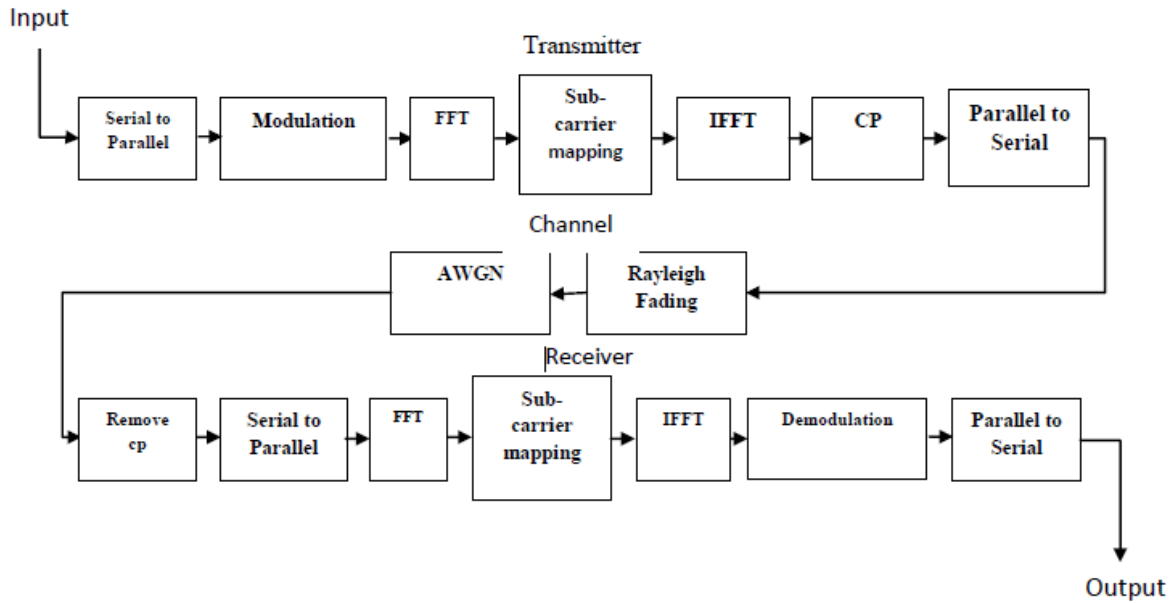 Input
Transmitter
Serial to
Parallel
Modulation
FFT
Sub-
carrier
mapping
IFFT
CP
Parallel to
Serial
Channel
AWGN
Rayleigh
Fading
Receiver
Remove
cp
Serial to
Parallel
FFT
Sub-
carrier
mapping
IFFT
Demodulation
Parallel to
Serial
Output